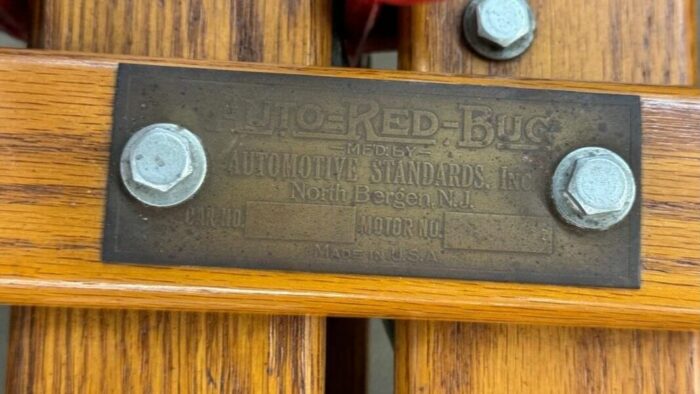 AUTO-RED-BUG
MFD. BY
AUTOMOTIVE STANDARDS, INC
North Bergen, N.J.
CAR NO.
MOTOR NO.
MADE IN U.S.A.